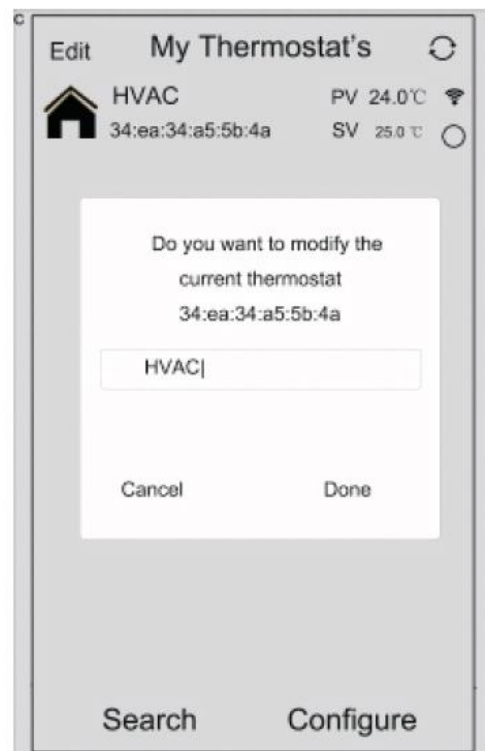 c
Edit My Thermostat's
HVAC PV 24.0℃
34:ea:34:a5:5b:4a SV 25.0 ℃
Do you want to modify the
current thermostat
34:ea:34:a5:5b:4a
HVAC|
Cancel Done
Search Configure